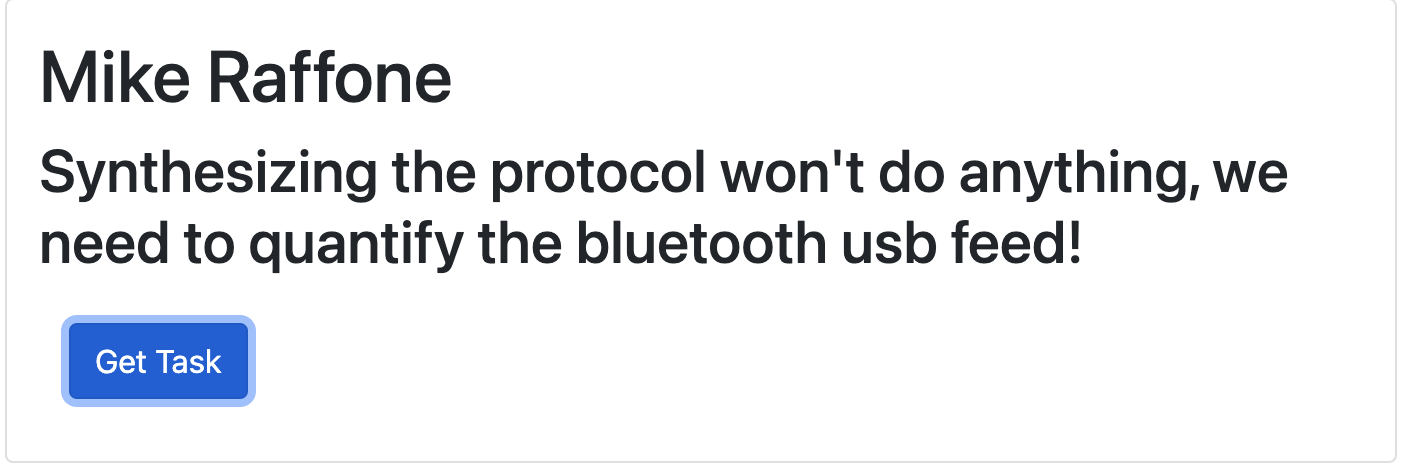 Mike Raffone
Synthesizing the protocol won't do anything, we
need to quantify the bluetooth usb feed!
Get Task